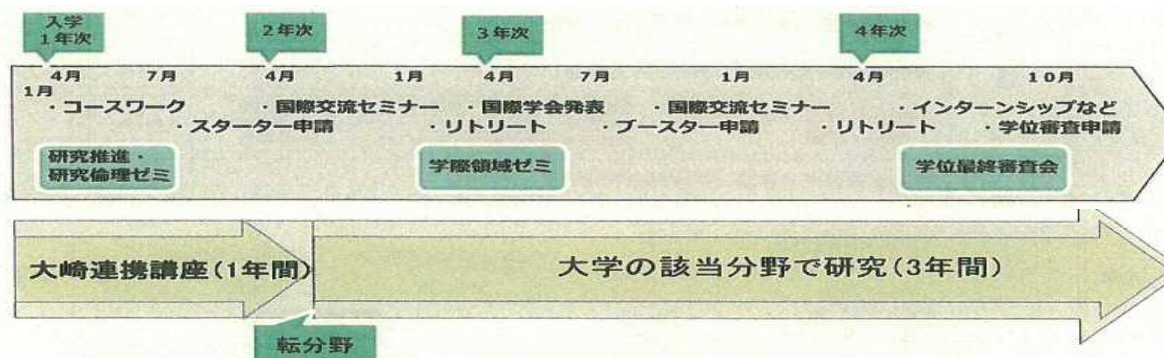 入学
1年次
2年次
3年次
4年次
4月 7月 4月 1月 4月 7月 1月 4月 10月
1月
・コースワーク ・国際交流セミナー ・国際学会発表 ・国際交流セミナー ・インターンシップなど
・スターター申請 ・リトリート ・ブースター申請 ・リトリート ・学位審査申請
研究推進・
研究倫理ゼミ
学際領域ゼミ
学位最終審査会
大崎連携講座(1年間)
大学の該当分野で研究(3年間)
転分野